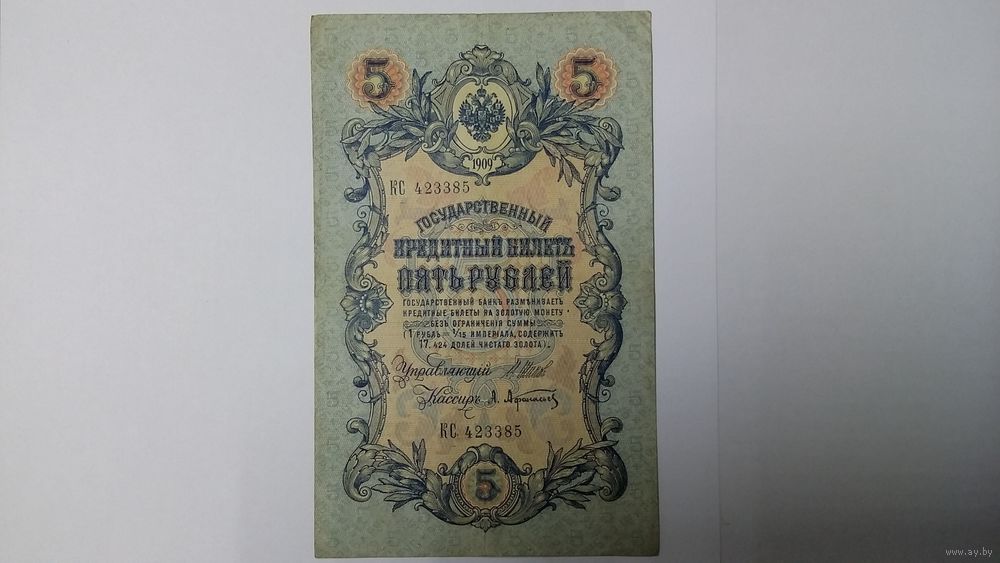 5 5
1909
КС 423385
ГОСУДАРСТВЕННЫЙ
КРЕДИТНЫЙ БИЛЕТЪ
ПЯТЬ РУБЛЕЙ
ГОСУДАРСТВЕННЫЙ БАНКЪ РАЗМѢНИВАЕТЪ
КРЕДИТНЫЕ БИЛЕТЫ НА ЗОЛОТУЮ МОНЕТУ
БЕЗЪ ОГРАНИЧЕНІЯ СУММЫ
(1 РУБЛЬ = 1/15 ИМПЕРІАЛА, СОДЕРЖИТЪ
17,424 ДОЛЕЙ ЧИСТАГО ЗОЛОТА).
Управляющій
Кассиръ А. Афанасьевъ
КС 423385
5
www.ay.by